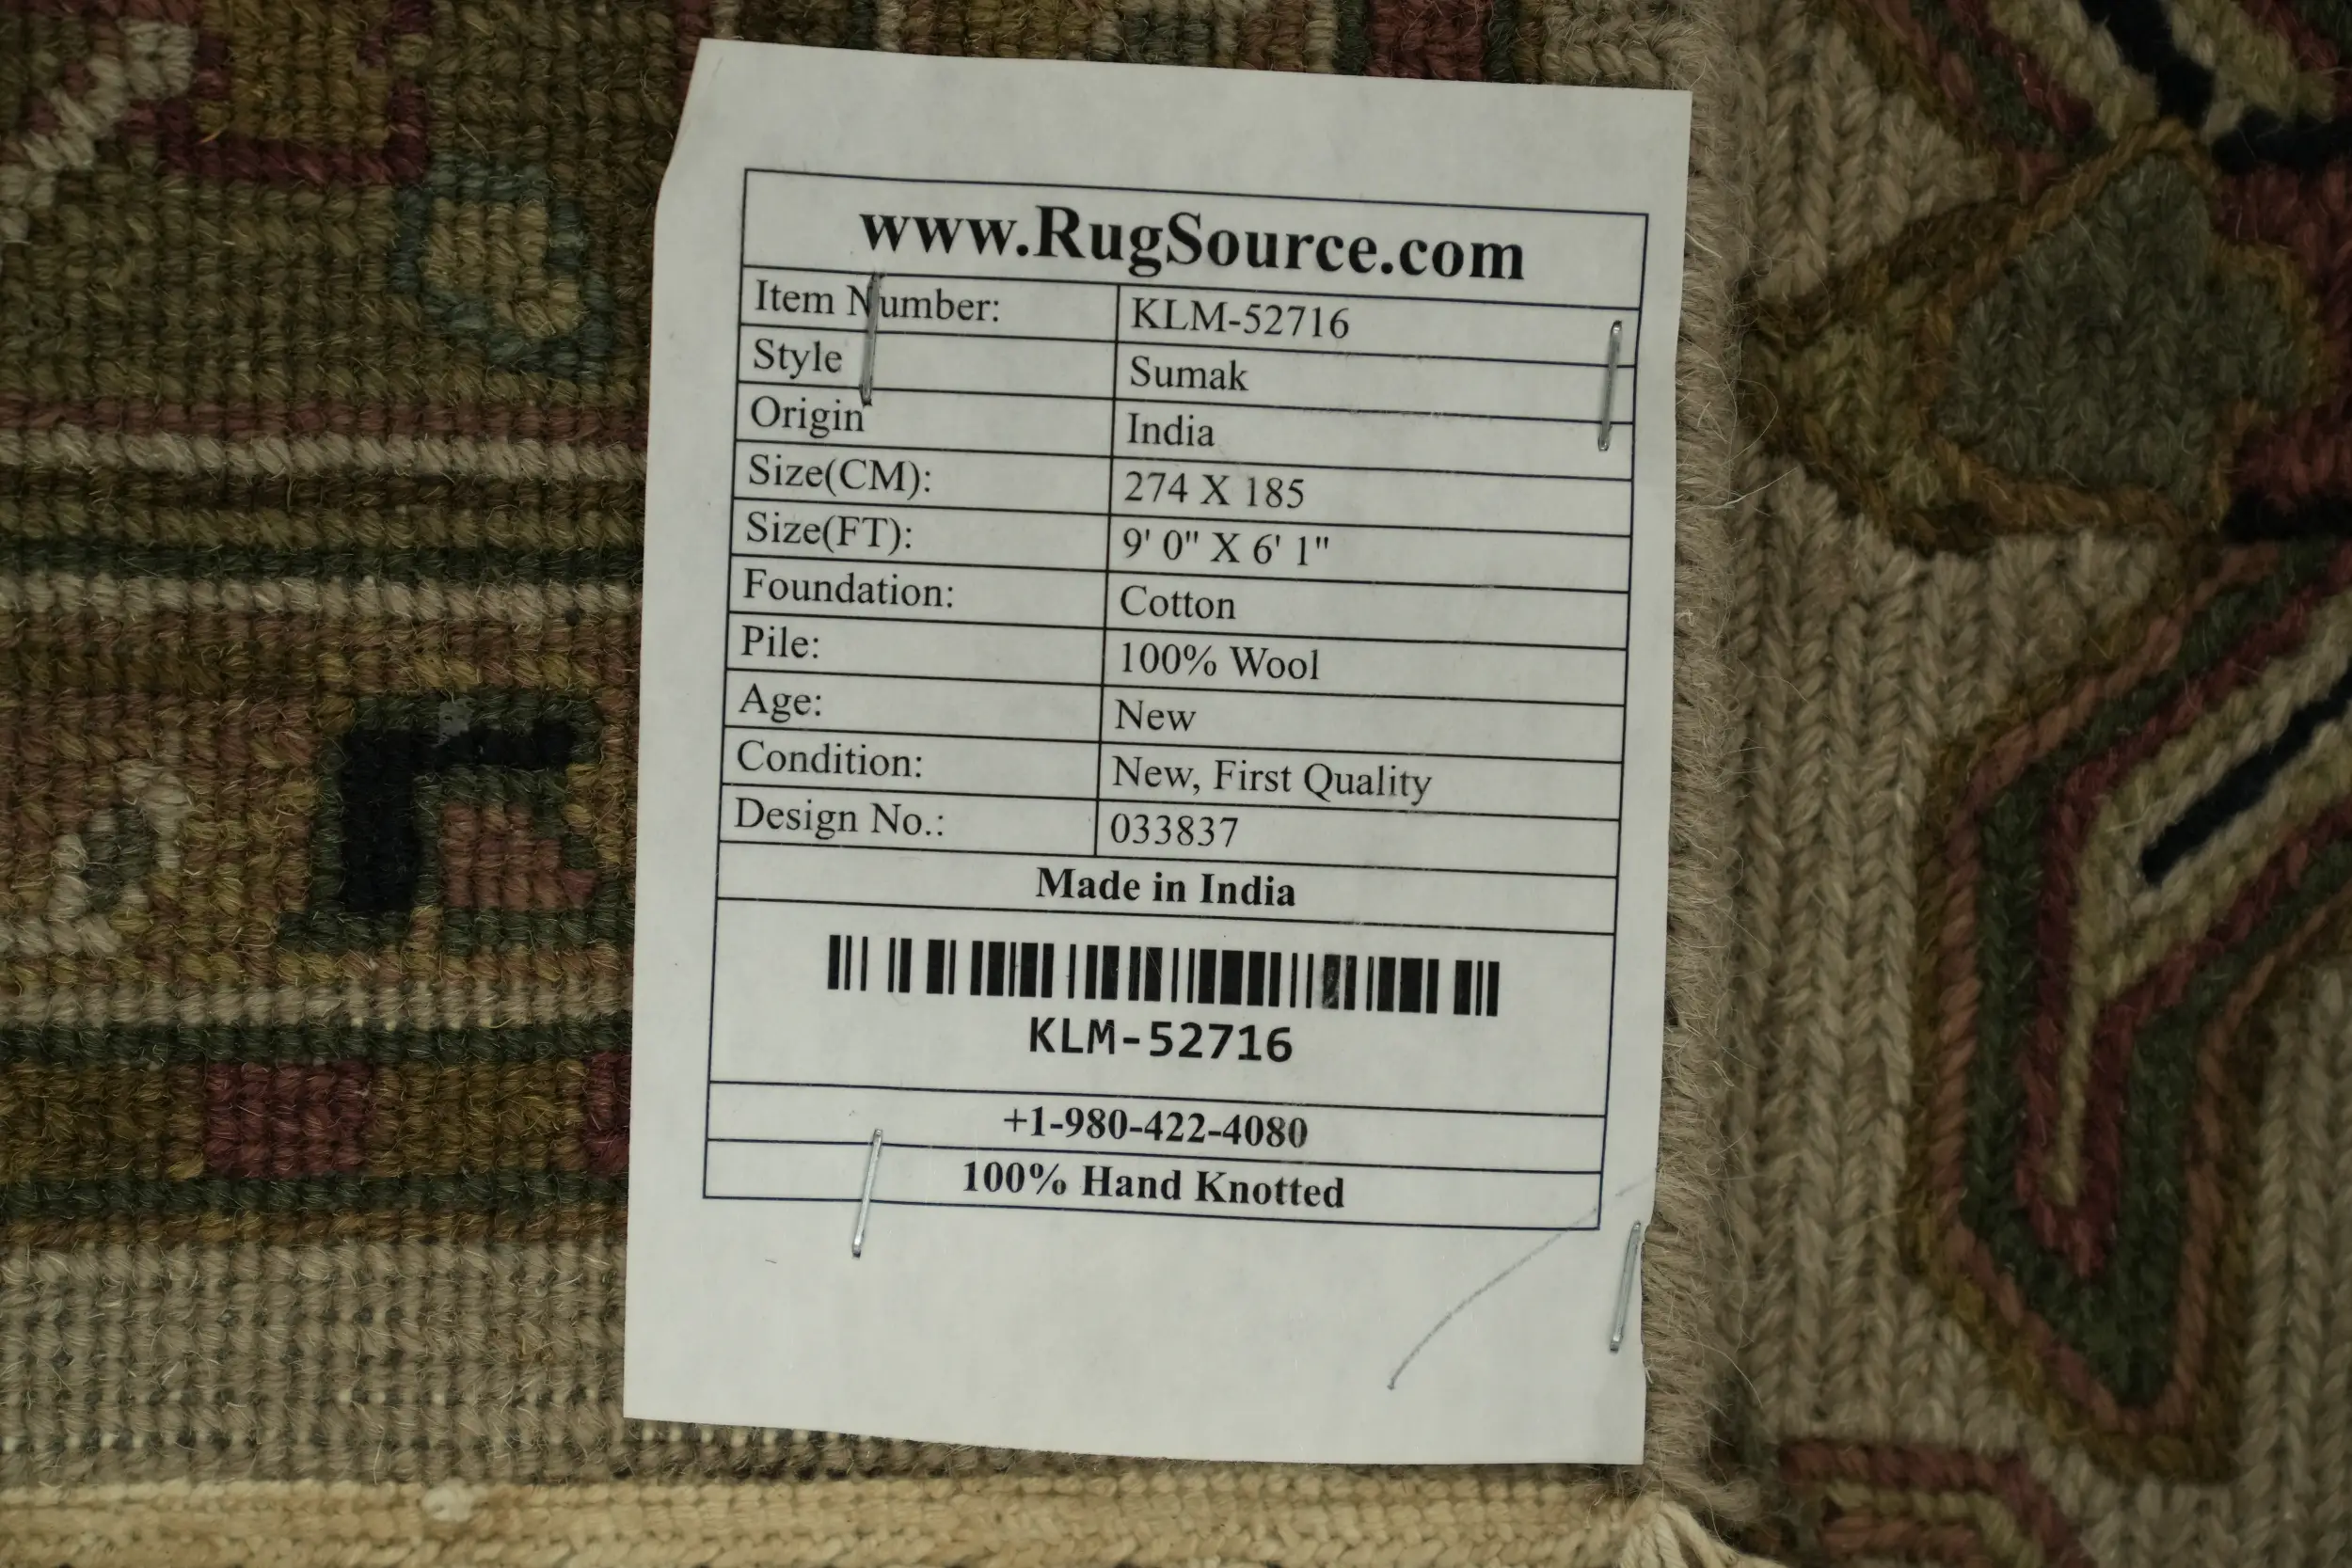 www.RugSource.com
Item Number: KLM-52716
Style Sumak
Origin India
Size(CM): 274 X 185
Size(FT): 9' 0" X 6' 1"
Foundation: Cotton
Pile: 100% Wool
Age: New
Condition: New, First Quality
Design No.: 033837
Made in India
KLM-52716
+1-980-422-4080
100% Hand Knotted